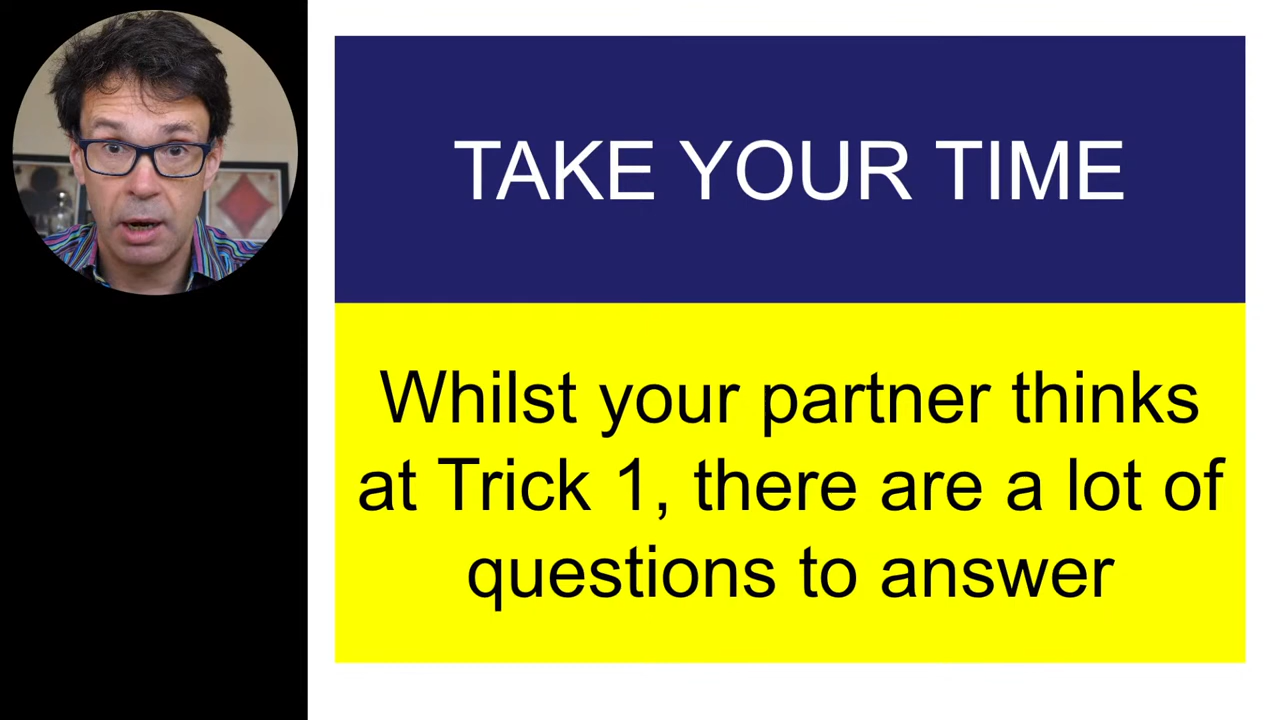 TAKE YOUR TIME
Whilst your partner thinks
at Trick 1, there are a lot of
questions to answer